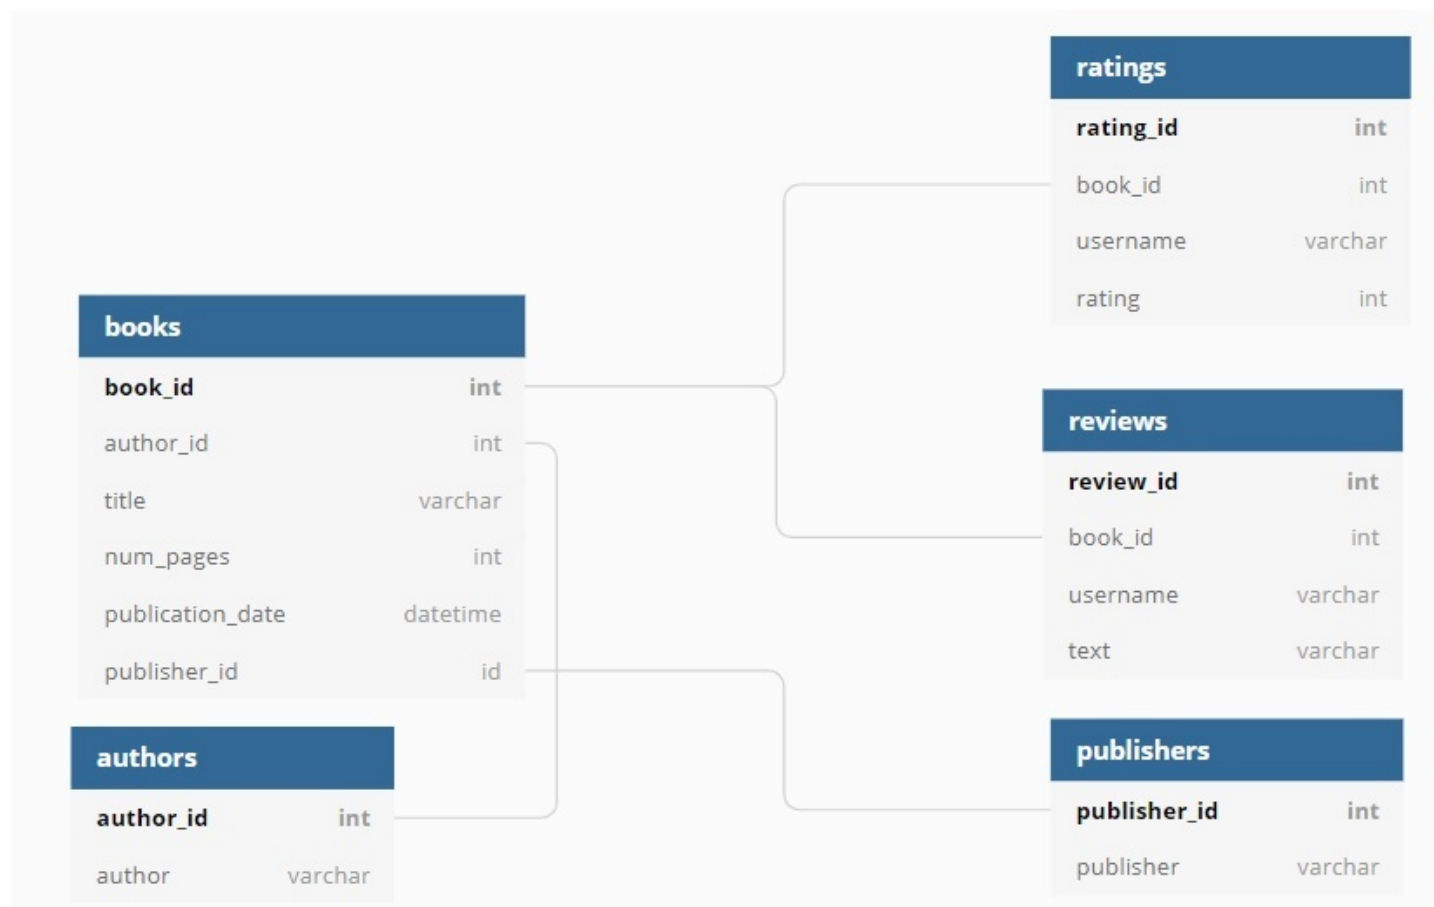 ratings
rating_id int
book_id int
username varchar
rating int
books
book_id int
author_id int
title varchar
num_pages int
publication_date datetime
publisher_id id
reviews
review_id int
book_id int
username varchar
text varchar
authors
author_id int
author varchar
publishers
publisher_id int
publisher varchar